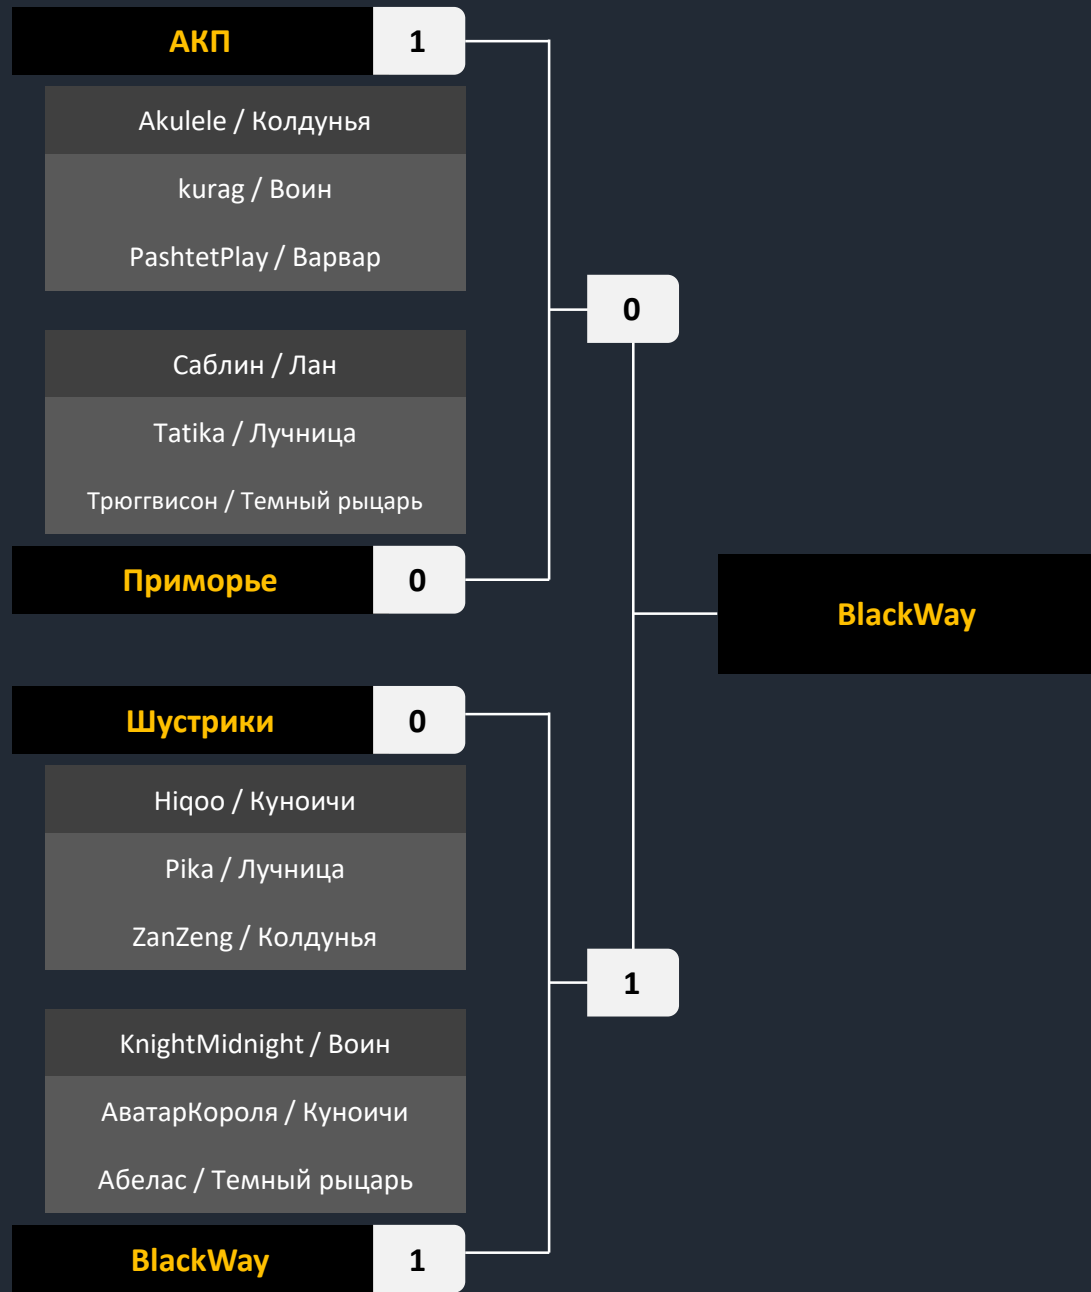 АКП 1
Akulele / Колдунья
kurag / Воин
PashtetPlay / Варвар
0
Саблин / Лан
Tatika / Лучница
Трюггвисон / Темный рыцарь
Приморье 0
BlackWay
Шустрики 0
Hiqoo / Куноичи
Pika / Лучница
ZanZeng / Колдунья
1
KnightMidnight / Воин
АватарКороля / Куноичи
Абелас / Темный рыцарь
BlackWay 1